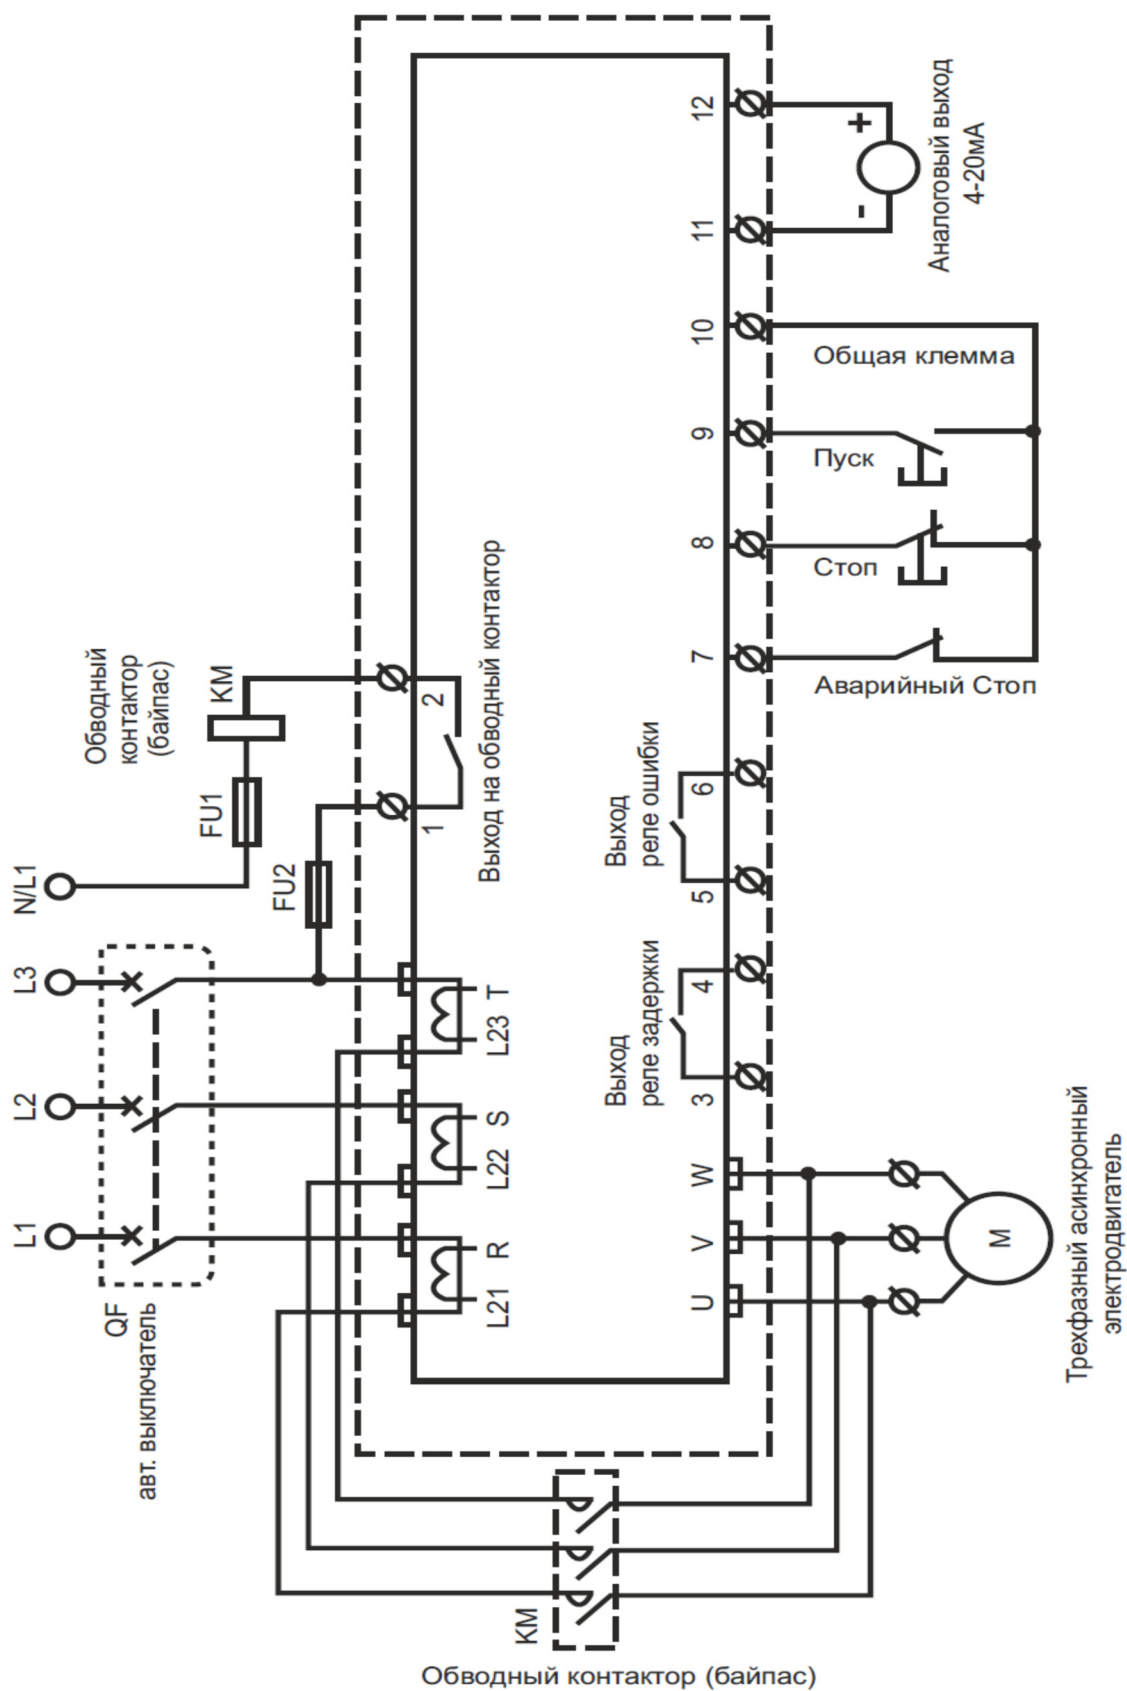 Обводный
контактор
(байпас)
KM
FU1
N/L1
FU2
L3
L2
L1
QF
авт. выключатель
1
2
Выход на обводный контактор
T
L23
S
L22
R
L21
12
11
10
9
8
7
6
5
4
3
W
V
U
Выход
реле ошибки
Выход
реле задержки
+
-
Аналоговый выход
4-20мА
Общая клемма
Пуск
Стоп
Аварийный Стоп
M
Трехфазный асинхронный
электродвигатель
KM
Обводный контактор (байпас)